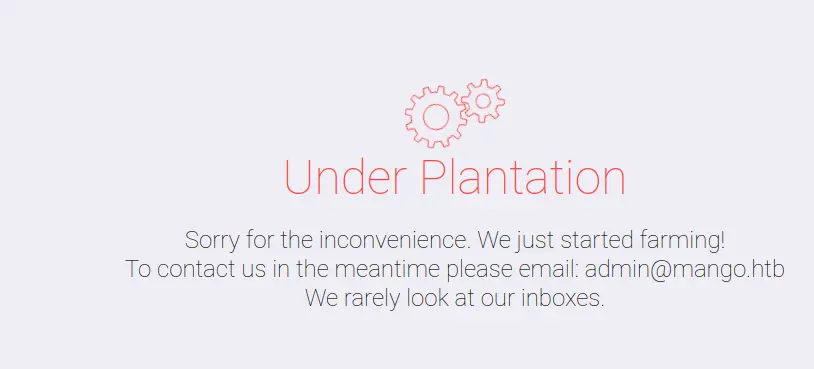 Under Plantation
Sorry for the inconvenience. We just started farming!
To contact us in the meantime please email: admin@mango.htb
We rarely look at our inboxes.